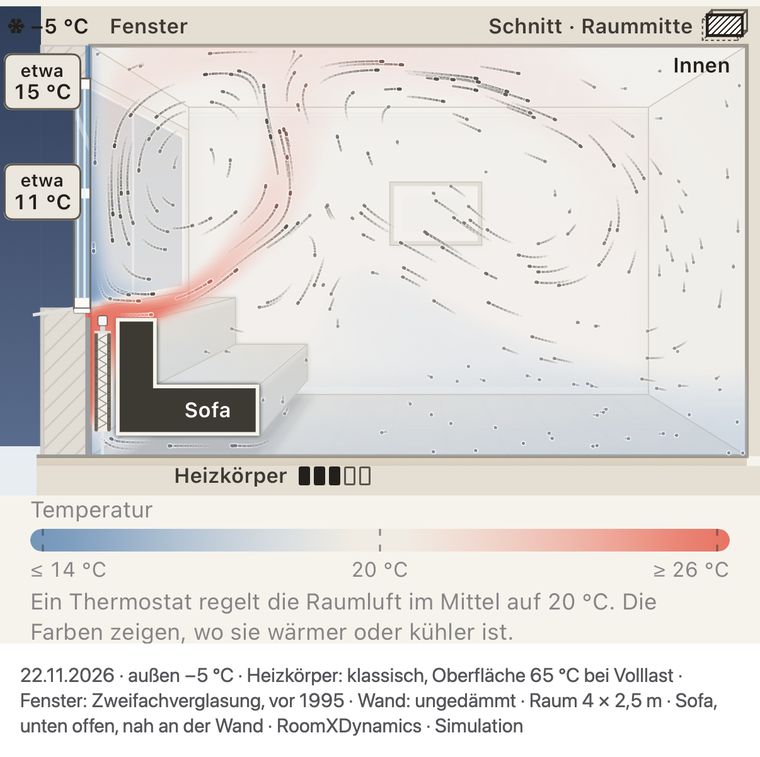 −5 °C Fenster Schnitt · Raummitte
etwa
15 °C
Innen
etwa
11 °C
Sofa
Heizkörper
Temperatur
≤ 14 °C 20 °C ≥ 26 °C
Ein Thermostat regelt die Raumluft im Mittel auf 20 °C. Die
Farben zeigen, wo sie wärmer oder kühler ist.
22.11.2026 · außen −5 °C · Heizkörper: klassisch, Oberfläche 65 °C bei Volllast ·
Fenster: Zweifachverglasung, vor 1995 · Wand: ungedämmt · Raum 4 × 2,5 m · Sofa,
unten offen, nah an der Wand · RoomXDynamics · Simulation